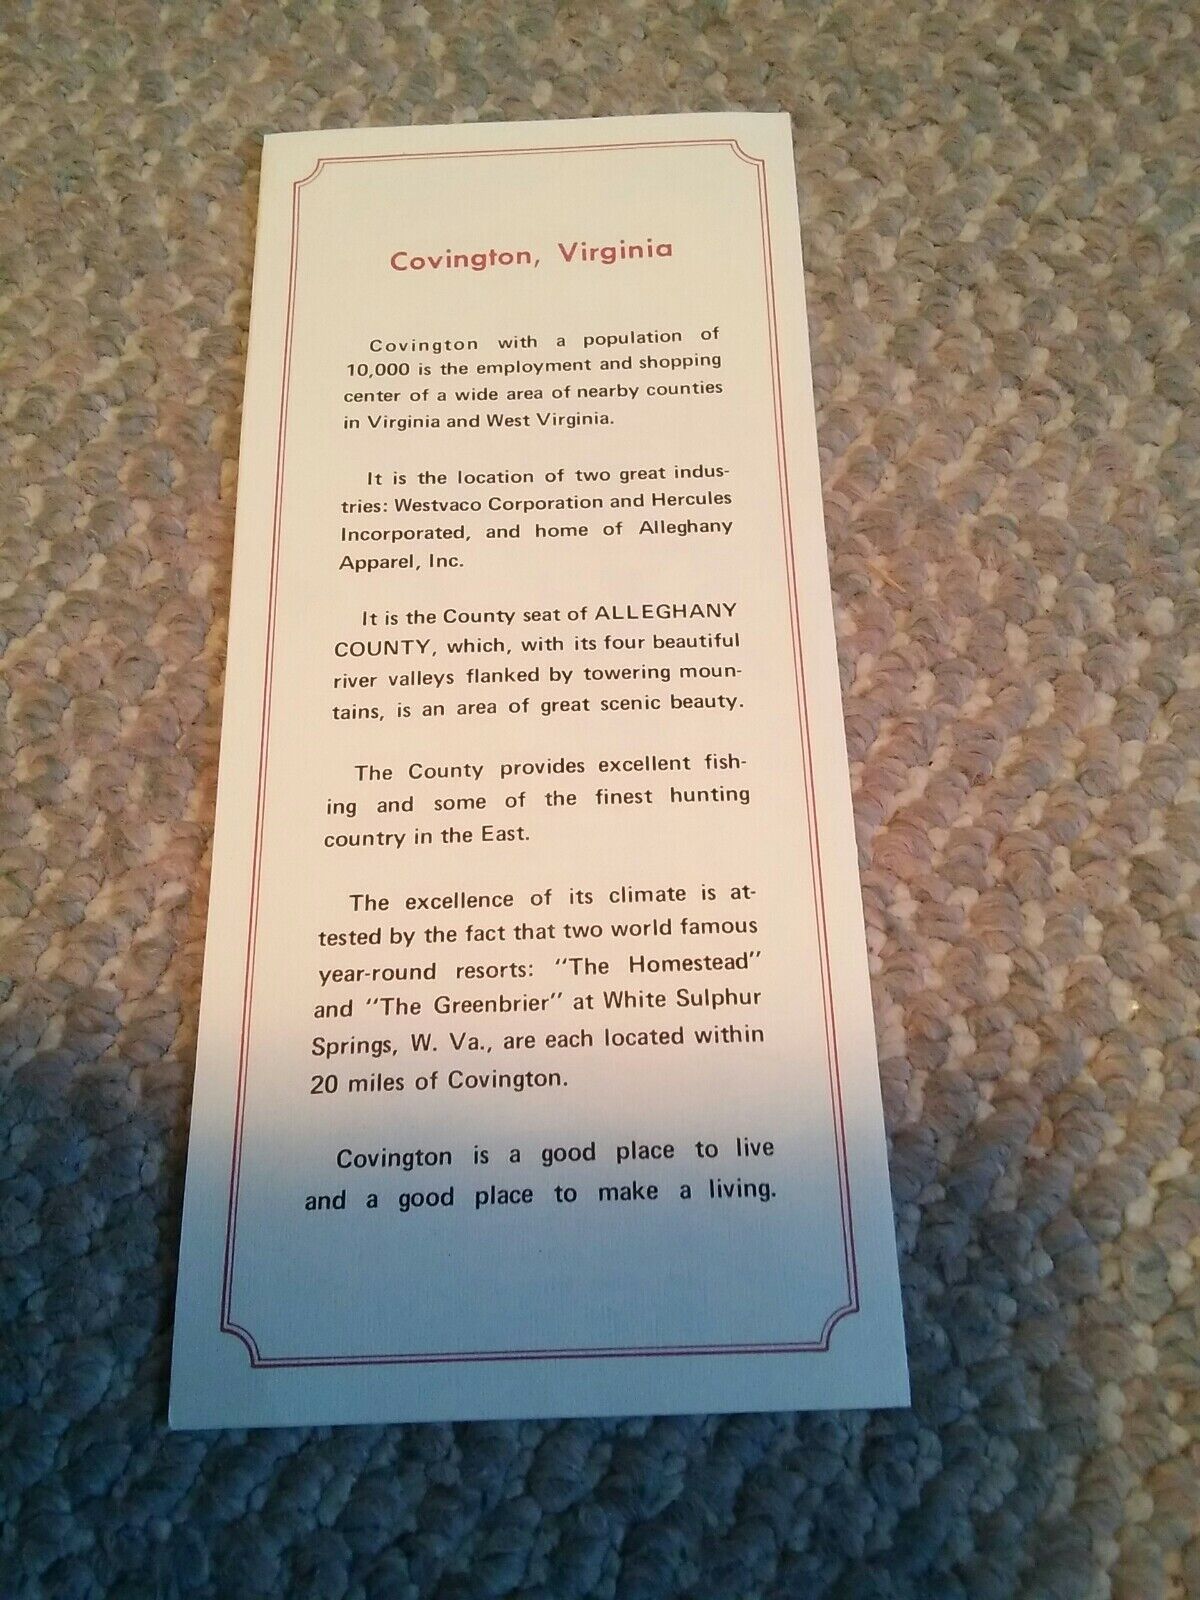 Covington, Virginia
Covington with a population of
10,000 is the employment and shopping
center of a wide area of nearby counties
in Virginia and West Virginia.
It is the location of two great indus-
tries: Westvaco Corporation and Hercules
Incorporated, and home of Alleghany
Apparel, Inc.
It is the County seat of ALLEGHANY
COUNTY, which, with its four beautiful
river valleys flanked by towering moun-
tains, is an area of great scenic beauty.
The County provides excellent fish-
ing and some of the finest hunting
country in the East.
The excellence of its climate is at-
tested by the fact that two world famous
year-round resorts: "The Homestead"
and "The Greenbrier" at White Sulphur
Springs, W. Va., are each located within
20 miles of Covington.
Covington is a good place to live
and a good place to make a living.